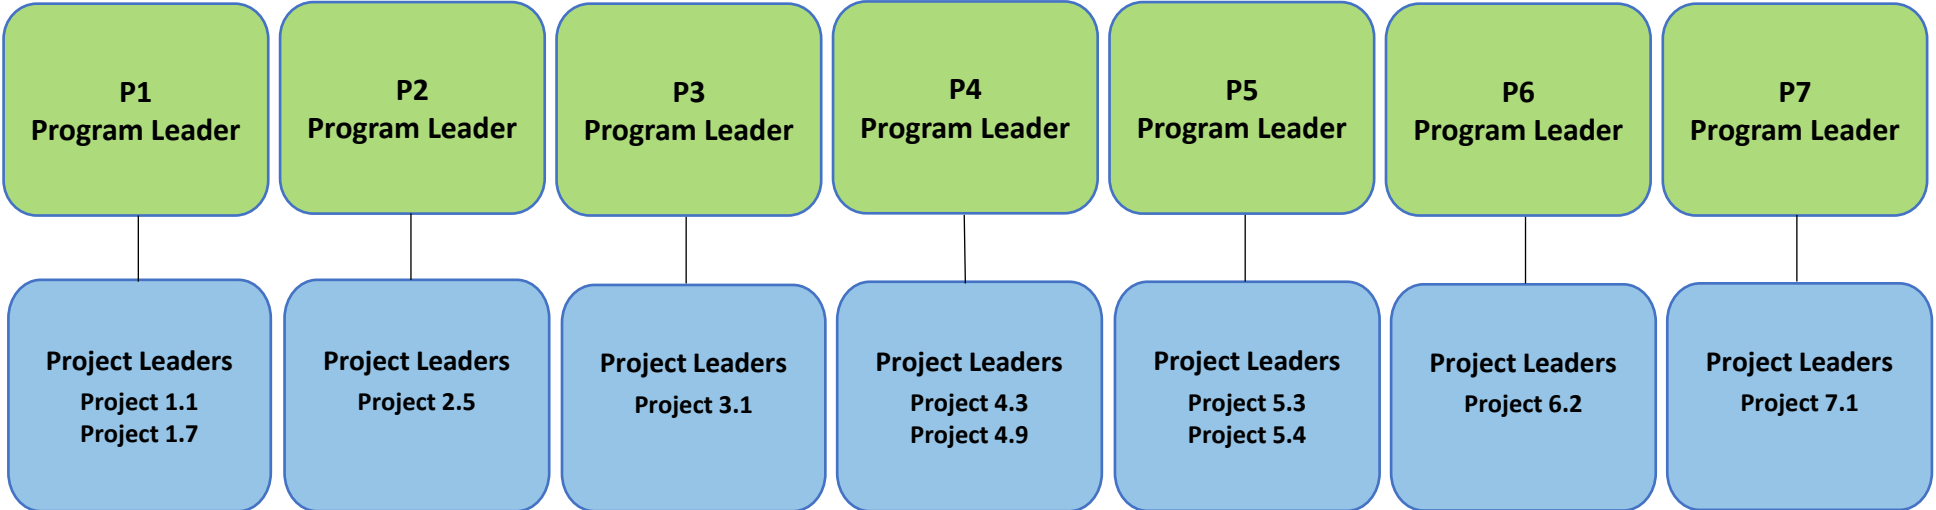 P1
Program Leader
P2
Program Leader
P3
Program Leader
P4
Program Leader
P5
Program Leader
P6
Program Leader
P7
Program Leader
Project Leaders
Project 1.1
Project 1.7
Project Leaders
Project 2.5
Project Leaders
Project 3.1
Project Leaders
Project 4.3
Project 4.9
Project Leaders
Project 5.3
Project 5.4
Project Leaders
Project 6.2
Project Leaders
Project 7.1